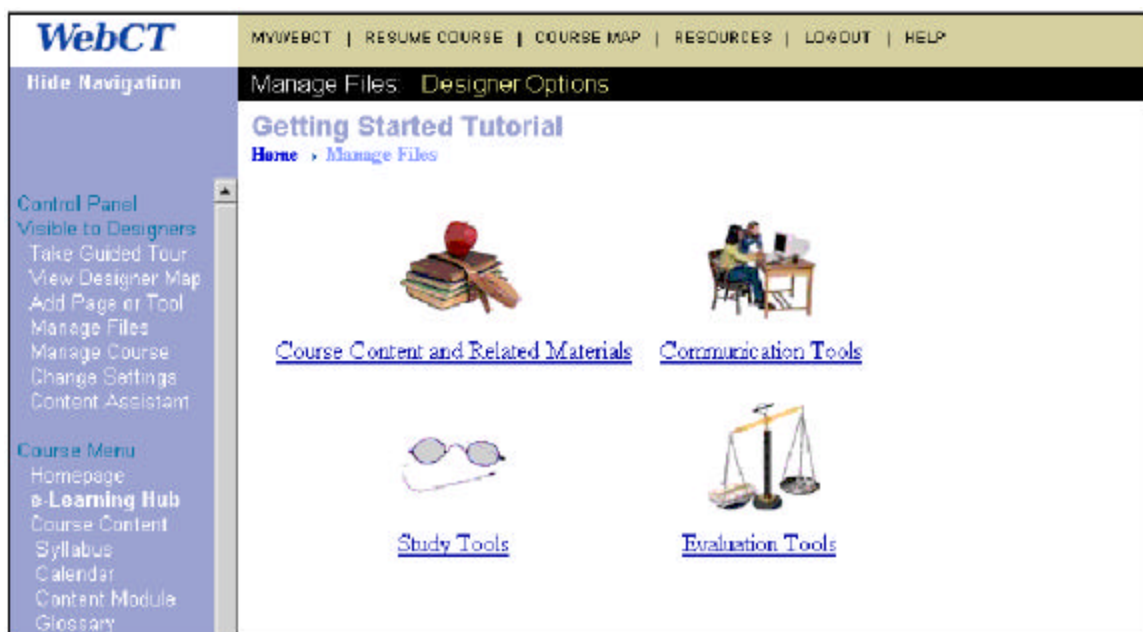 WebCT
MYWEBCT | RESUME COURSE | COURSE MAP | RESOURCES | LOGOUT | HELP
Hide Navigation
Manage Files: Designer Options
Getting Started Tutorial
Home › Manage Files
Control Panel
Visible to Designers
Take Guided Tour
View Designer Map
Add Page or Tool
Manage Files
Manage Course
Change Settings
Content Assistant
Course Menu
Homepage
e-Learning Hub
Course Content
Syllabus
Calendar
Content Module
Glossary
Course Content and Related Materials
Communication Tools
Study Tools
Evaluation Tools